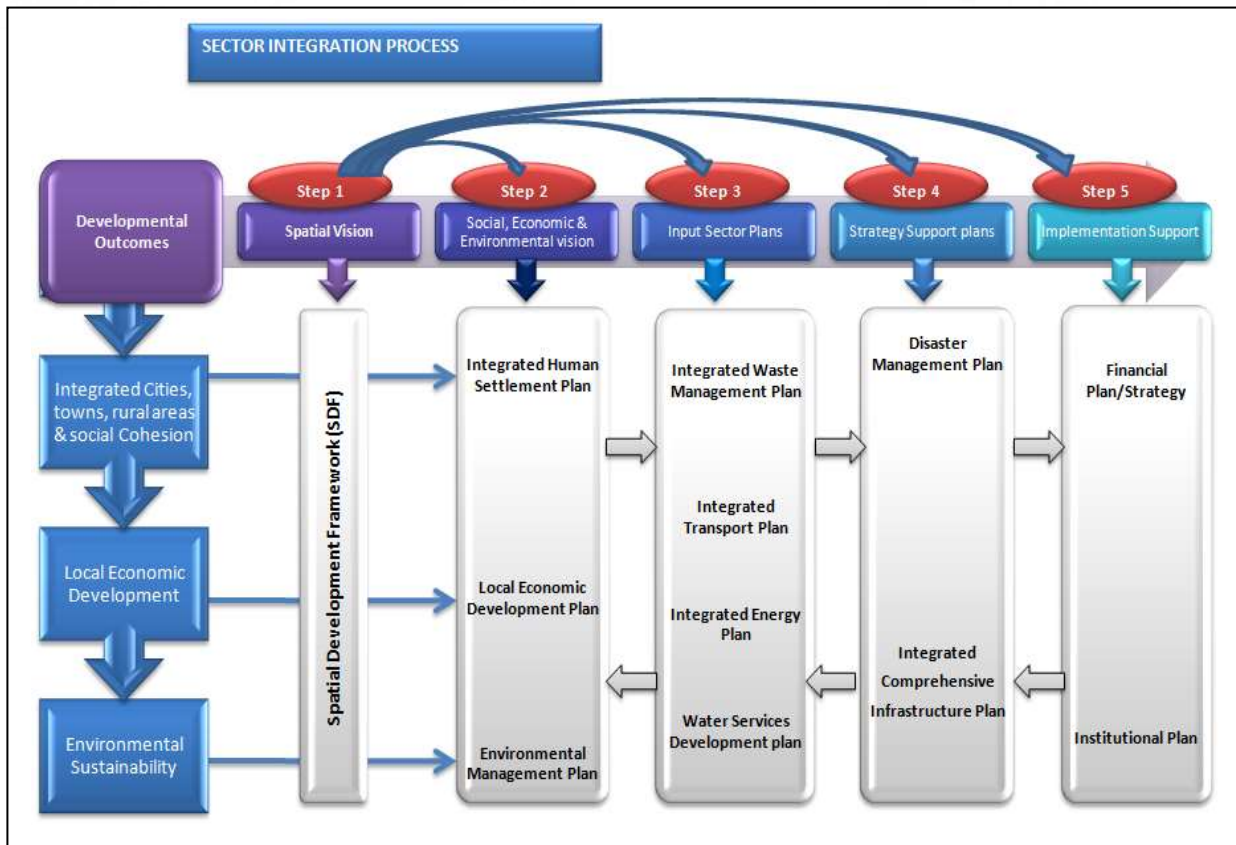 SECTOR INTEGRATION PROCESS
Step 1
Step 2
Step 3
Step 4
Step 5
Developmental
Outcomes
Spatial Vision
Social, Economic &
Environmental vision
Input Sector Plans
Strategy Support plans
Implementation Support
Integrated Cities,
towns, rural areas
& social Cohesion
Local Economic
Development
Environmental
Sustainability
Spatial Development Framework (SDF)
Integrated Human
Settlement Plan
Local Economic
Development Plan
Environmental
Management Plan
Integrated Waste
Management Plan
Integrated
Transport Plan
Integrated Energy
Plan
Water Services
Development plan
Disaster
Management Plan
Integrated
Comprehensive
Infrastructure Plan
Financial
Plan/Strategy
Institutional Plan